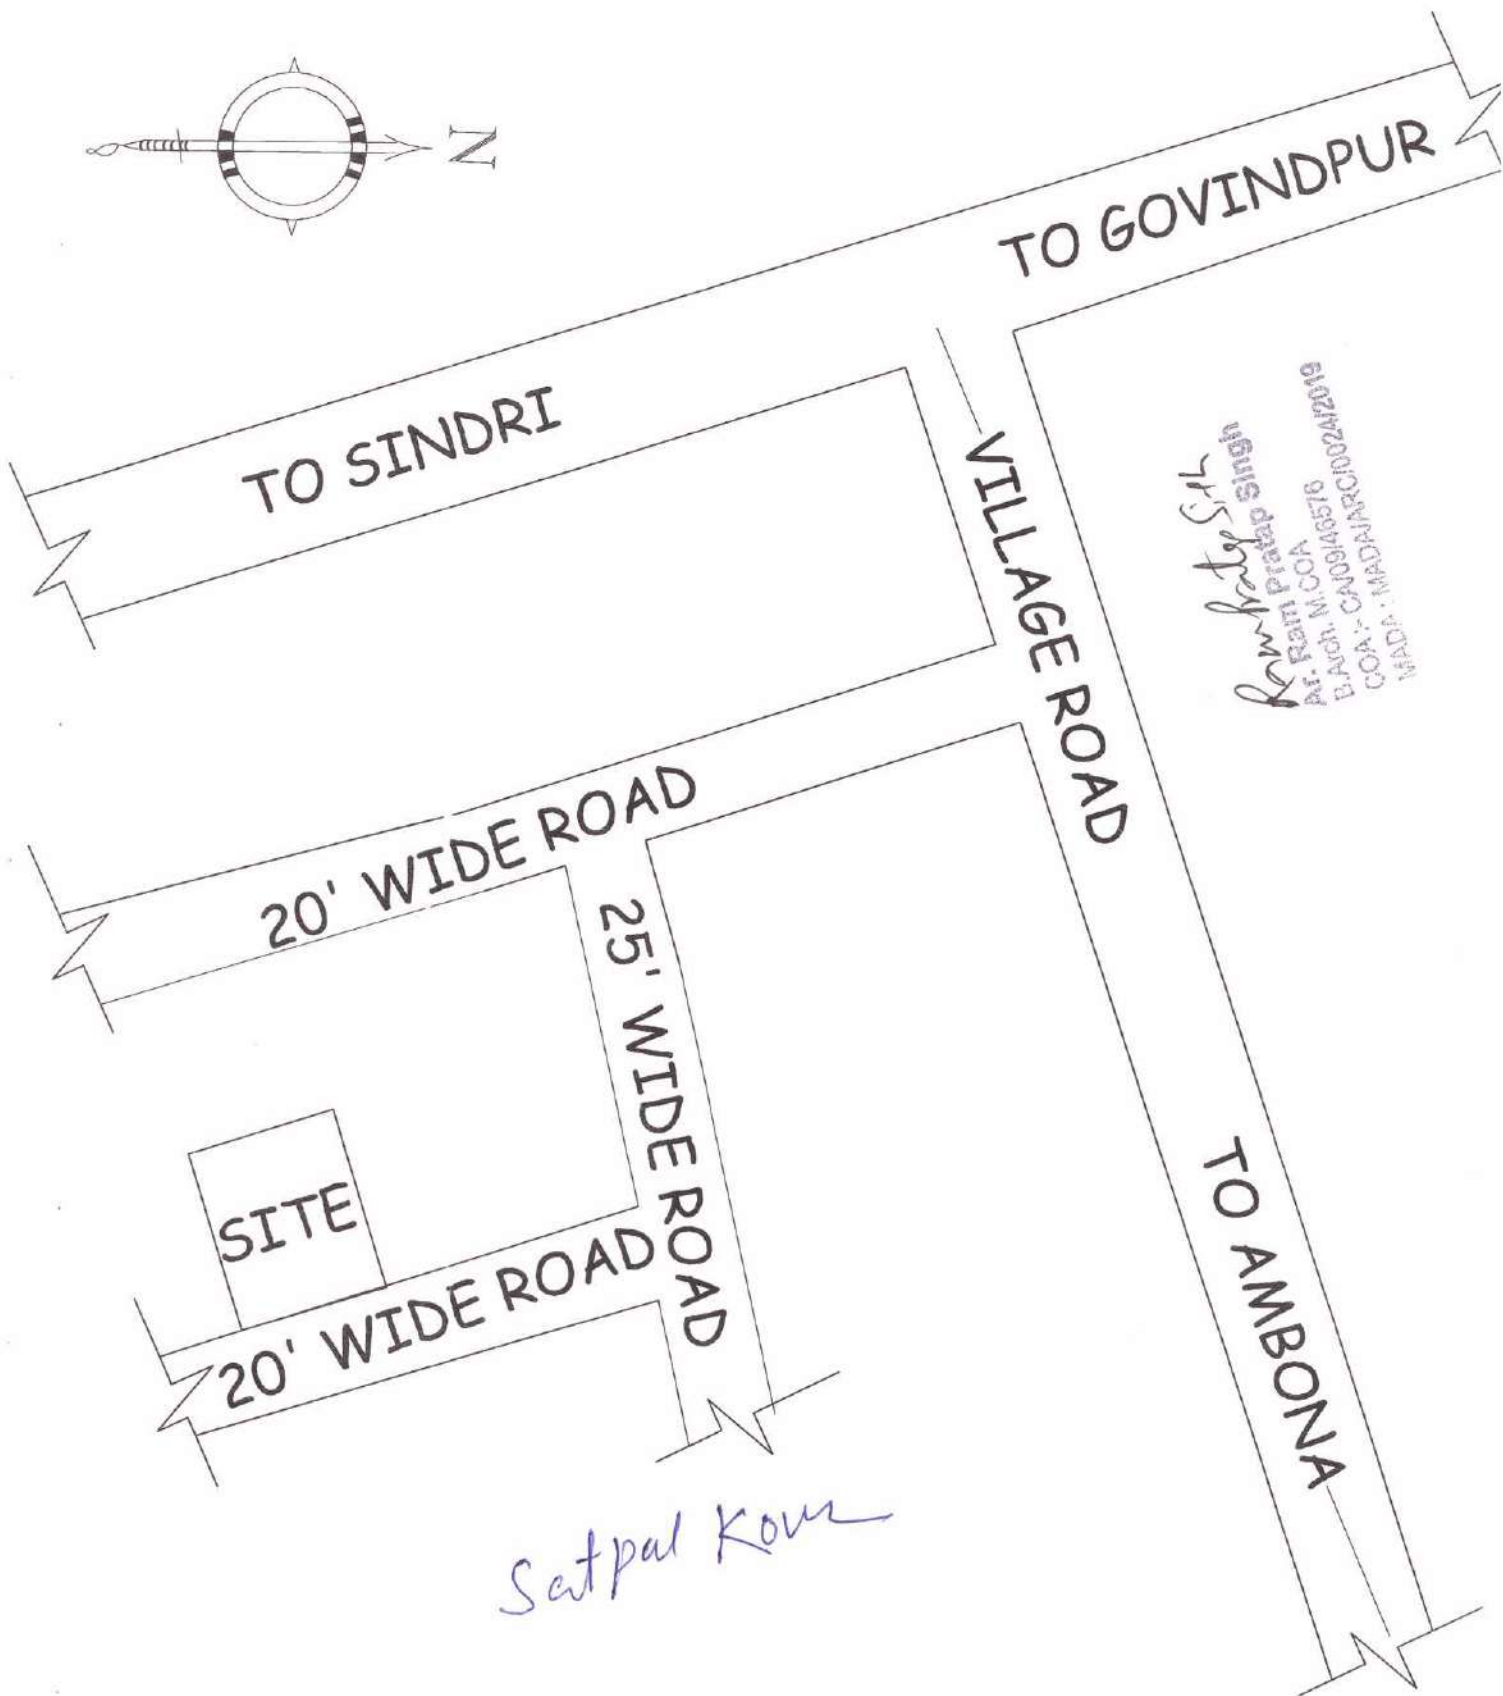 N
TO GOVINDPUR
TO SINDRI
VILLAGE ROAD
Ar. Ram Pratap Singh
B.Arch. M.COA
COA:- CA/09/46576
MADA: MADA/ARC/0024/2019
20' WIDE ROAD
25' WIDE ROAD
SITE
20' WIDE ROAD
TO AMBONA
Satpal Kour